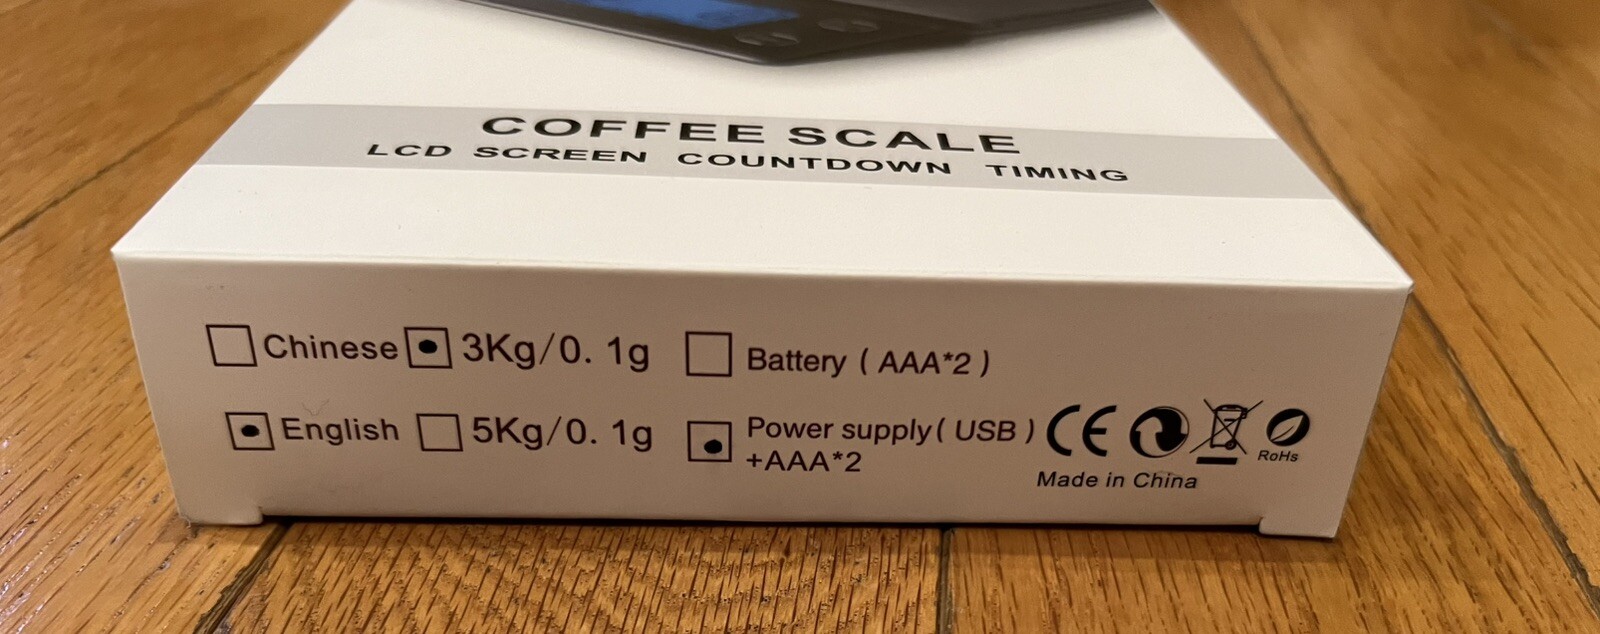 COFFEE SCALE
LCD SCREEN COUNTDOWN TIMING
Chinese 3Kg/0. 1g Battery ( AAA*2 )
English 5Kg/0. 1g Power supply( USB )
+AAA*2
CE
RoHs
Made in China